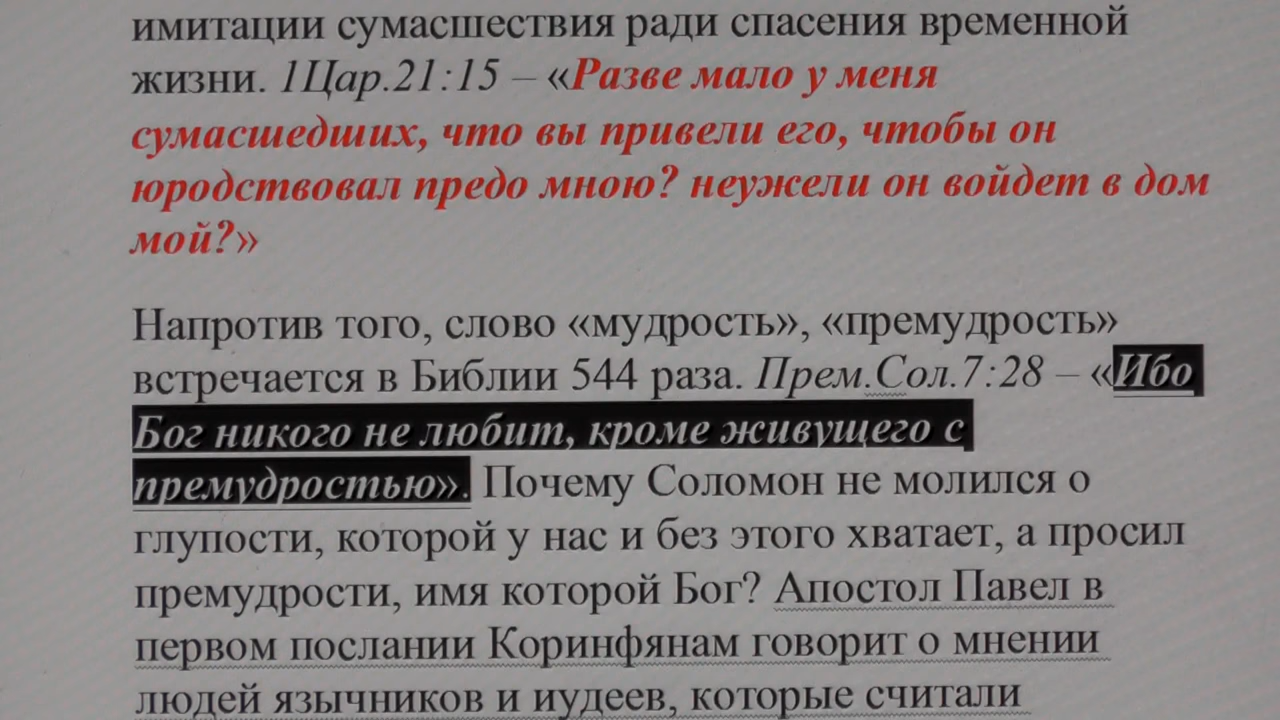 имитации сумасшествия ради спасения временной
жизни. 1Цар.21:15 – «Разве мало у меня
сумасшедших, что вы привели его, чтобы он
юродствовал предо мною? неужели он войдет в дом
мой?»
Напротив того, слово «мудрость», «премудрость»
встречается в Библии 544 раза. Прем.Сол.7:28 – «Ибо
Бог никого не любит, кроме живущего с
премудростью». Почему Соломон не молился о
глупости, которой у нас и без этого хватает, а просил
премудрости, имя которой Бог? Апостол Павел в
первом послании Коринфянам говорит о мнении
людей язычников и иудеев, которые считали